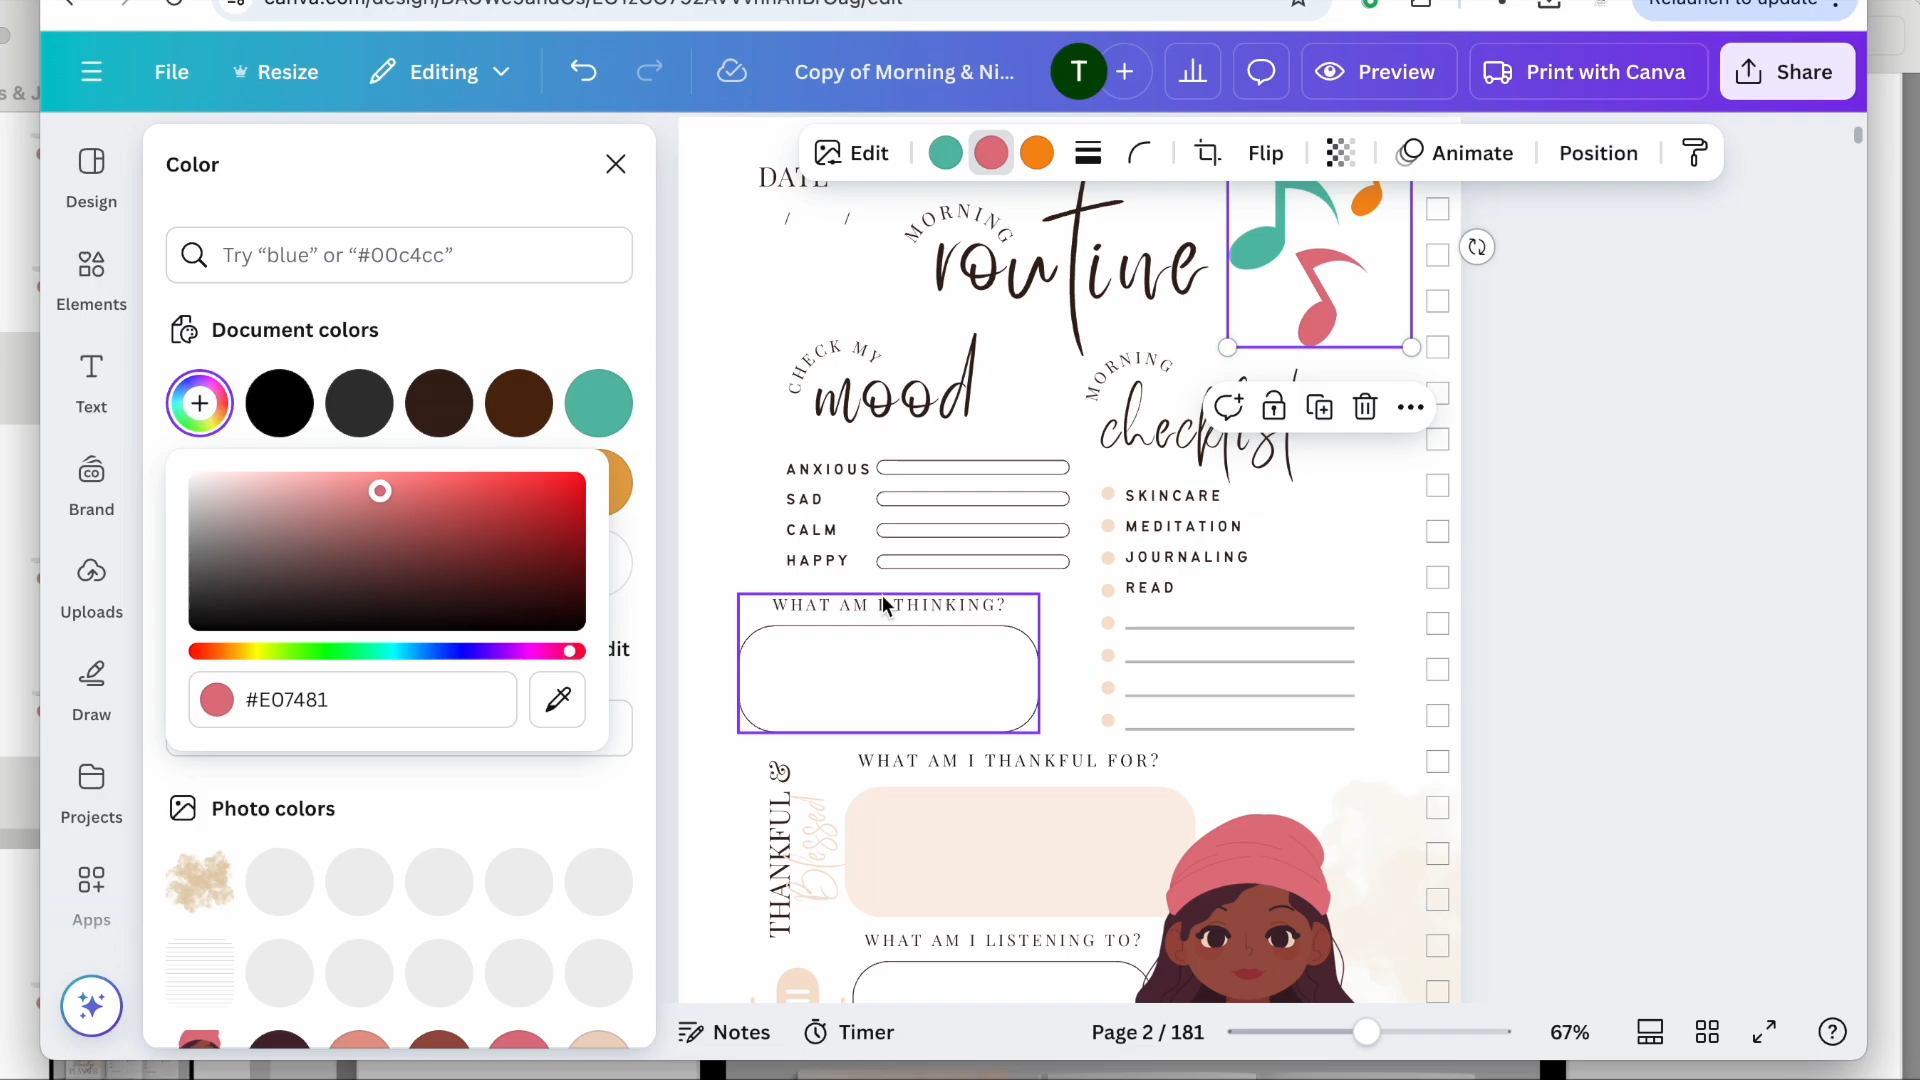 File
Resize
Editing
Copy of Morning & Ni...
T
Preview
Print with Canva
Share
Design
Elements
Text
Brand
Uploads
Draw
Projects
Apps
Color
Try “blue” or “#00c4cc”
Document colors
#E07481
dit
Photo colors
Edit
Flip
Animate
Position
DATE
/ /
MORNING
routine
CHECK MY
mood
MORNING
checklist
ANXIOUS
SAD
CALM
HAPPY
SKINCARE
MEDITATION
JOURNALING
READ
WHAT AM I THINKING?
WHAT AM I THANKFUL FOR?
THANKFUL &
Blessed
WHAT AM I LISTENING TO?
Notes
Timer
Page 2 / 181
67%